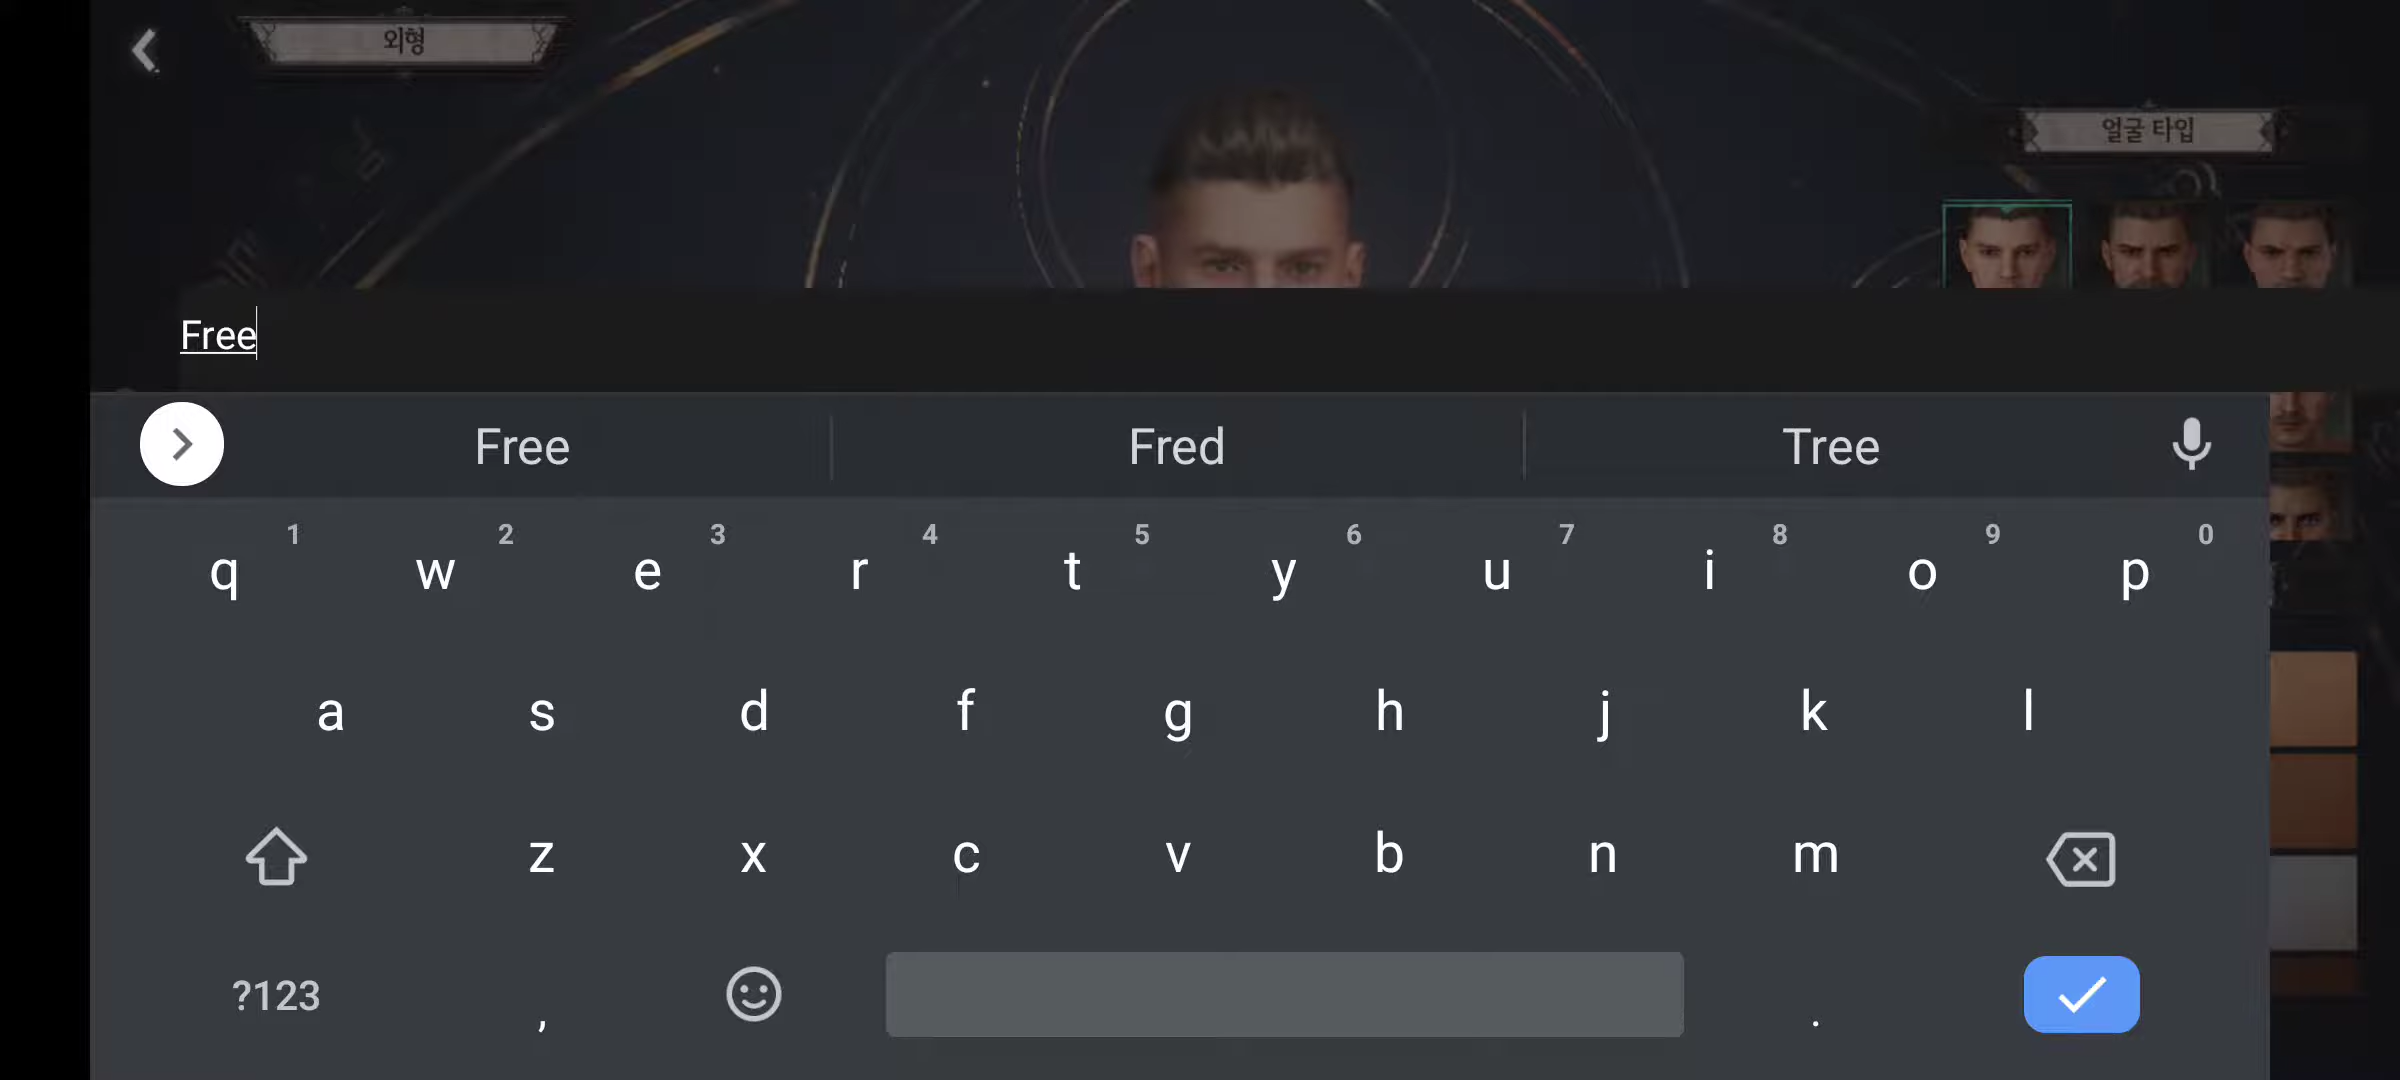 외형
얼굴 타입
Free
Free Fred Tree
1 2 3 4 5 6 7 8 9 0
q w e r t y u i o p
a s d f g h j k l
z x c v b n m
?123 , .